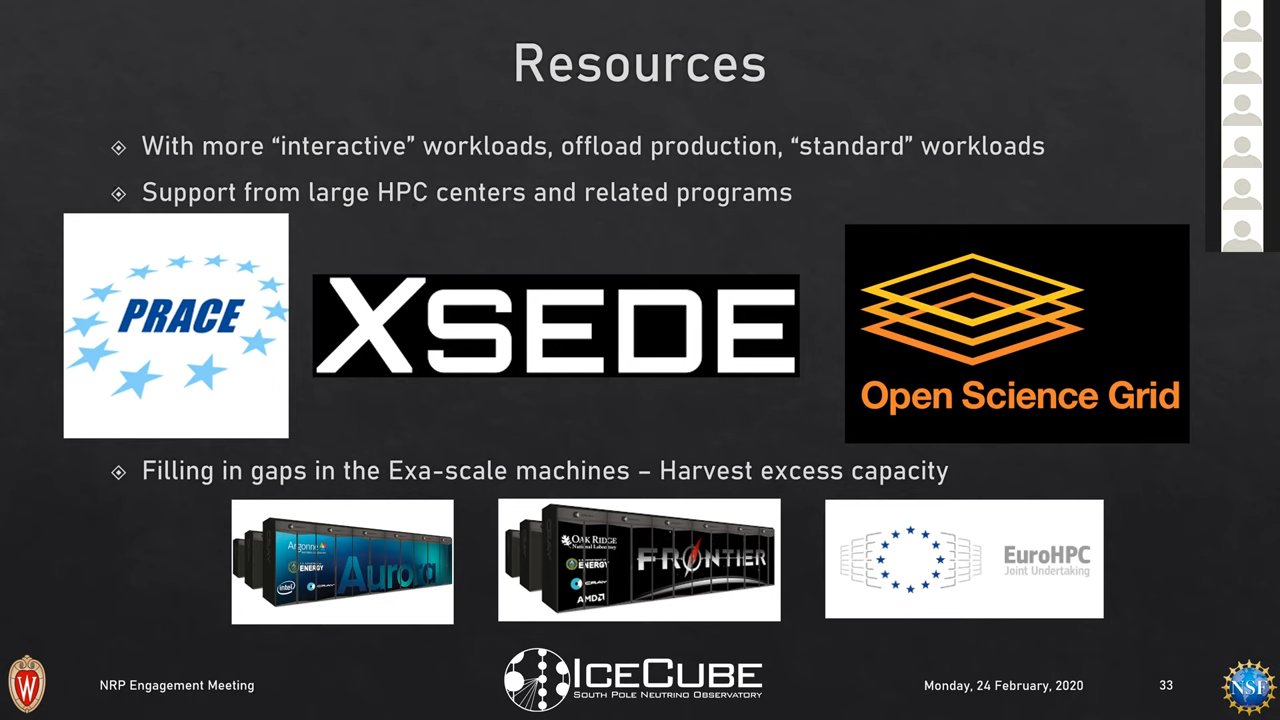 Resources
With more “interactive” workloads, offload production, “standard” workloads
Support from large HPC centers and related programs
PRACE
XSEDE
Open Science Grid
Filling in gaps in the Exa-scale machines – Harvest excess capacity
Argonne
ENERGY
intel
CRAY
Aurora
OAK RIDGE
National Laboratory
ENERGY
CRAY
AMD
FRONTIER
EuroHPC
Joint Undertaking
W
NRP Engagement Meeting
ICECUBE
SOUTH POLE NEUTRINO OBSERVATORY
Monday, 24 February, 2020
33
NSF